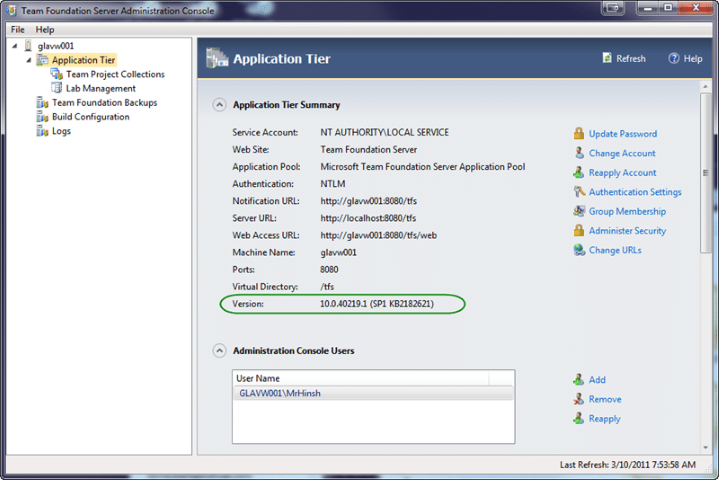 Team Foundation Server Administration Console
File Help
glavw001
Application Tier
Team Project Collections
Lab Management
Team Foundation Backups
Build Configuration
Logs
Application Tier
Refresh
Help
Application Tier Summary
Service Account: NT AUTHORITY\LOCAL SERVICE
Web Site: Team Foundation Server
Application Pool: Microsoft Team Foundation Server Application Pool
Authentication: NTLM
Notification URL: http://glavw001:8080/tfs
Server URL: http://localhost:8080/tfs
Web Access URL: http://glavw001:8080/tfs/web
Machine Name: glavw001
Ports: 8080
Virtual Directory: /tfs
Version: 10.0.40219.1 (SP1 KB2182621)
Update Password
Change Account
Reapply Account
Authentication Settings
Group Membership
Administer Security
Change URLs
Administration Console Users
User Name
GLAVW001\MrHinsh
Add
Remove
Reapply
Last Refresh: 3/10/2011 7:53:58 AM